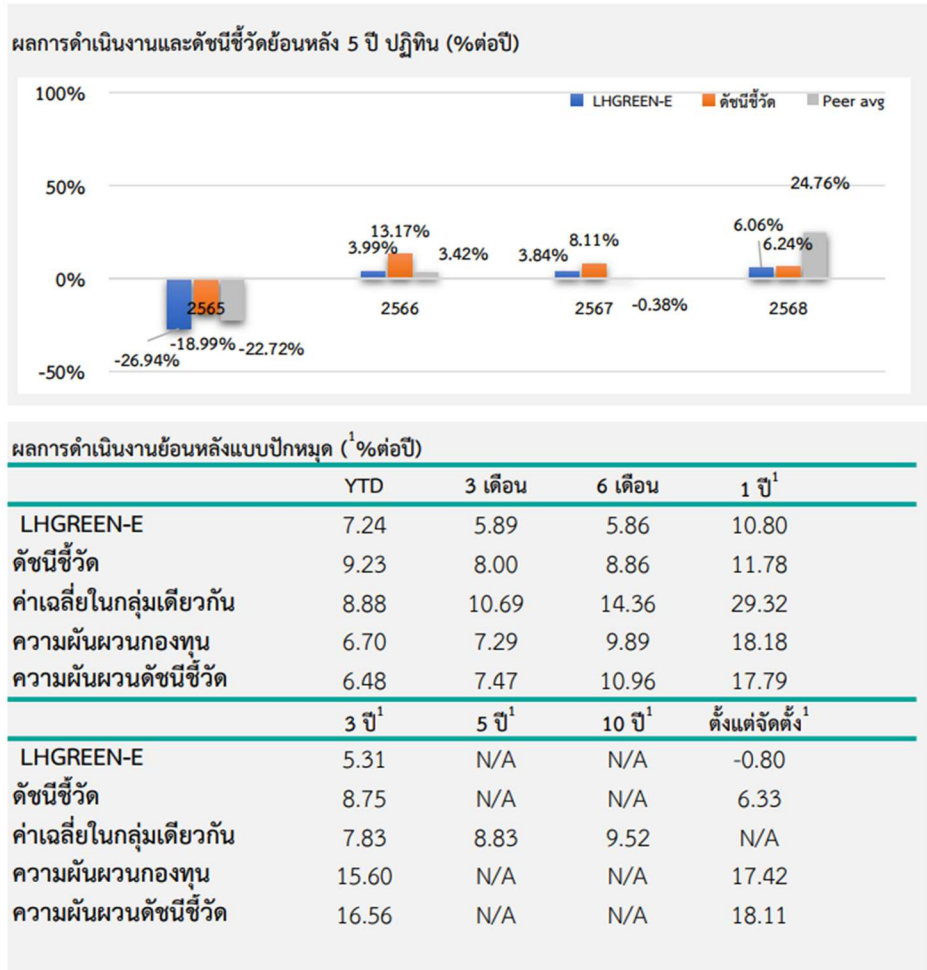 ผลการดำเนินงานและดัชนีชี้วัดย้อนหลัง 5 ปี ปฏิทิน (%ต่อปี)
100%
LHGREEN-E ดัชนีชี้วัด Peer avg
50%
24.76%
13.17%
3.99%
3.42%
3.84%
8.11%
6.06%
6.24%
0%
2565 2566 2567 -0.38% 2568
-26.94% -18.99% -22.72%
-50%
ผลการดำเนินงานย้อนหลังแบบปักหมุด (¹%ต่อปี)
YTD 3 เดือน 6 เดือน 1 ปี¹
LHGREEN-E 7.24 5.89 5.86 10.80
ดัชนีชี้วัด 9.23 8.00 8.86 11.78
ค่าเฉลี่ยในกลุ่มเดียวกัน 8.88 10.69 14.36 29.32
ความผันผวนกองทุน 6.70 7.29 9.89 18.18
ความผันผวนดัชนีชี้วัด 6.48 7.47 10.96 17.79
3 ปี¹ 5 ปี¹ 10 ปี¹ ตั้งแต่จัดตั้ง¹
LHGREEN-E 5.31 N/A N/A -0.80
ดัชนีชี้วัด 8.75 N/A N/A 6.33
ค่าเฉลี่ยในกลุ่มเดียวกัน 7.83 8.83 9.52 N/A
ความผันผวนกองทุน 15.60 N/A N/A 17.42
ความผันผวนดัชนีชี้วัด 16.56 N/A N/A 18.11